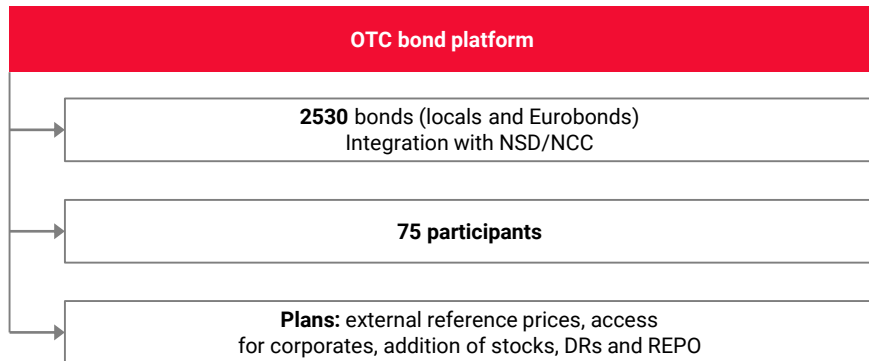 OTC bond platform
2530 bonds (locals and Eurobonds)
Integration with NSD/NCC
75 participants
Plans: external reference prices, access
for corporates, addition of stocks, DRs and REPO